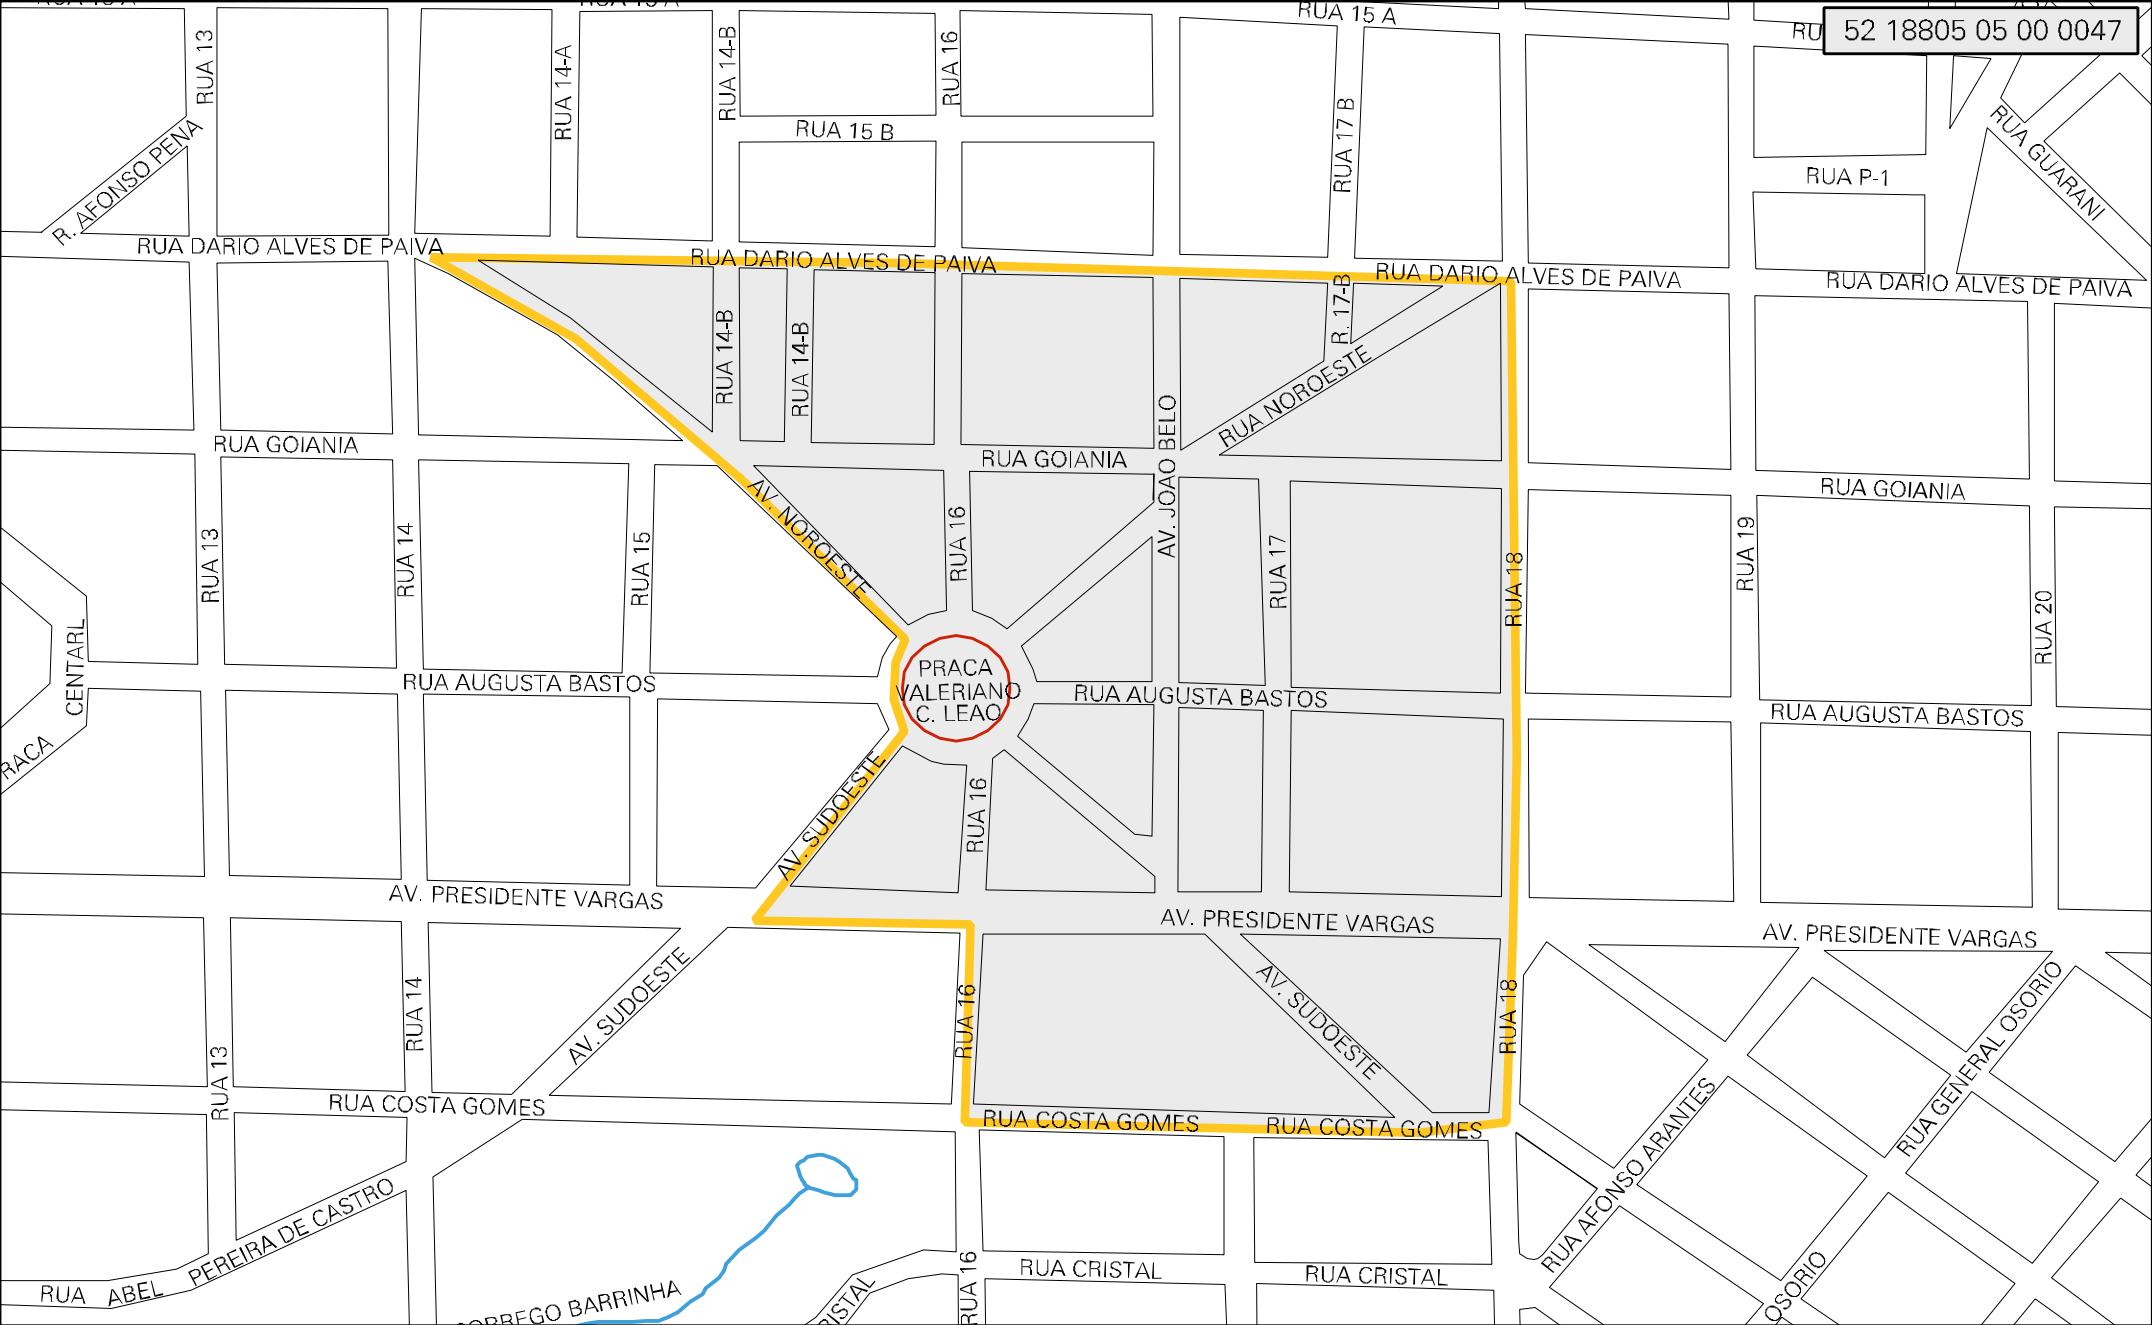 RUA 15 A
52 18805 05 00 0047
RUA 13
RUA 14-A
RUA 14-B
RUA 16
RUA 15 B
RUA 17 B
R. AFONSO PENA
RUA GUARANI
RUA P-1
RUA DARIO ALVES DE PAIVA
RUA DARIO ALVES DE PAIVA
RUA DARIO ALVES DE PAIVA
RUA DARIO ALVES DE PAIVA
RUA 14-B
RUA 14-B
R. 17-B
RUA NOROESTE
AV. JOAO BELO
RUA GOIANIA
RUA GOIANIA
RUA GOIANIA
AV. NOROESTE
RUA 13
RUA 14
RUA 15
RUA 16
RUA 17
RUA 18
RUA 19
RUA 20
CENTARL
RACA
PRACA
VALERIANO
C. LEAO
RUA AUGUSTA BASTOS
RUA AUGUSTA BASTOS
RUA AUGUSTA BASTOS
AV. SUDOESTE
RUA 16
AV. PRESIDENTE VARGAS
AV. PRESIDENTE VARGAS
AV. PRESIDENTE VARGAS
RUA 13
RUA 14
AV. SUDOESTE
RUA 16
AV. SUDOESTE
RUA 18
RUA GENERAL OSORIO
RUA AFONSO ARANTES
RUA COSTA GOMES
RUA COSTA GOMES
RUA COSTA GOMES
RUA ABEL PEREIRA DE CASTRO
BARRINHA
RUA 16
RUA CRISTAL
RUA CRISTAL
OSORIO